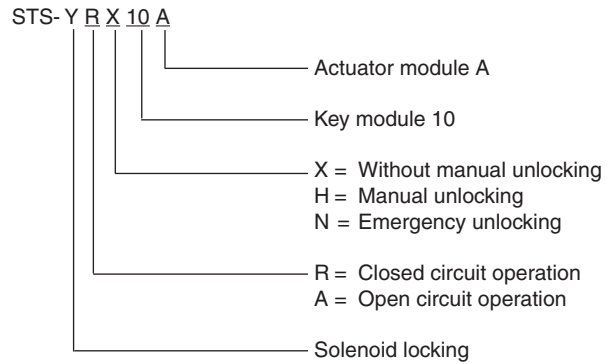 STS- Y R X 10 A
Actuator module A
Key module 10
X = Without manual unlocking
H = Manual unlocking
N = Emergency unlocking
R = Closed circuit operation
A = Open circuit operation
Solenoid locking